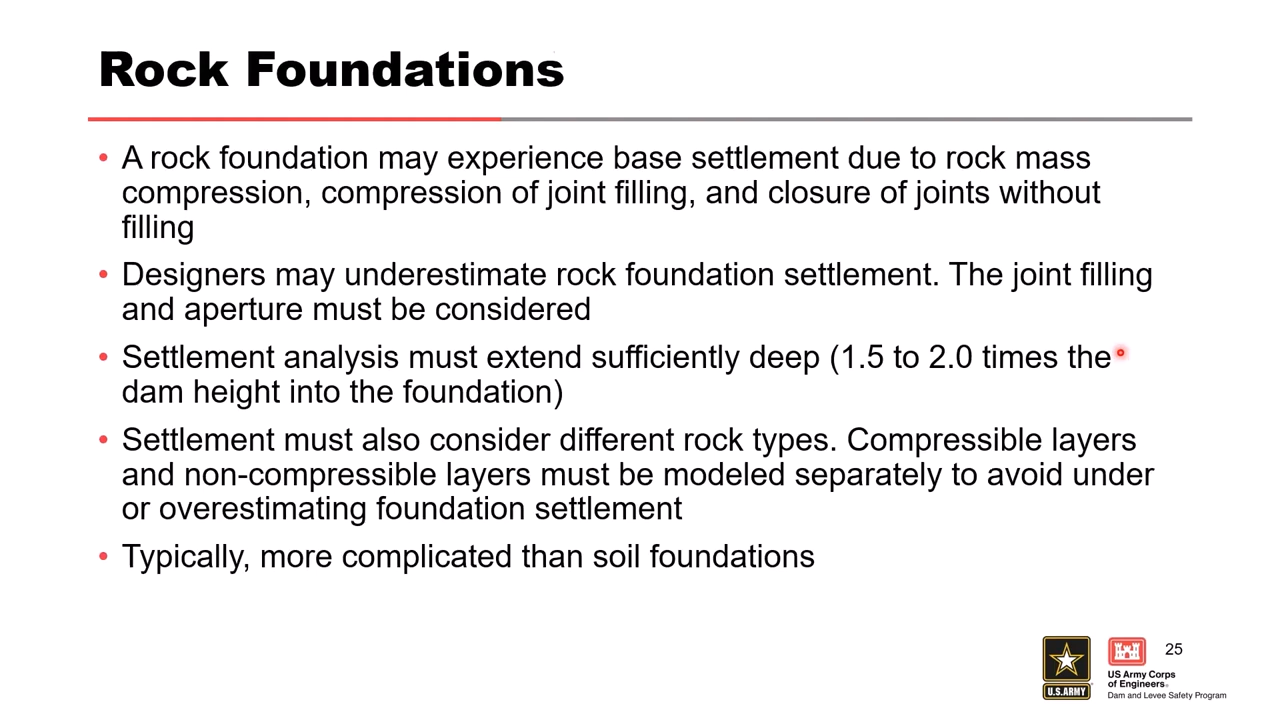 Rock Foundations
• A rock foundation may experience base settlement due to rock mass
compression, compression of joint filling, and closure of joints without
filling
• Designers may underestimate rock foundation settlement. The joint filling
and aperture must be considered
• Settlement analysis must extend sufficiently deep (1.5 to 2.0 times the
dam height into the foundation)
• Settlement must also consider different rock types. Compressible layers
and non-compressible layers must be modeled separately to avoid under
or overestimating foundation settlement
• Typically, more complicated than soil foundations
25
U.S.ARMY
US Army Corps
of Engineers®
Dam and Levee Safety Program